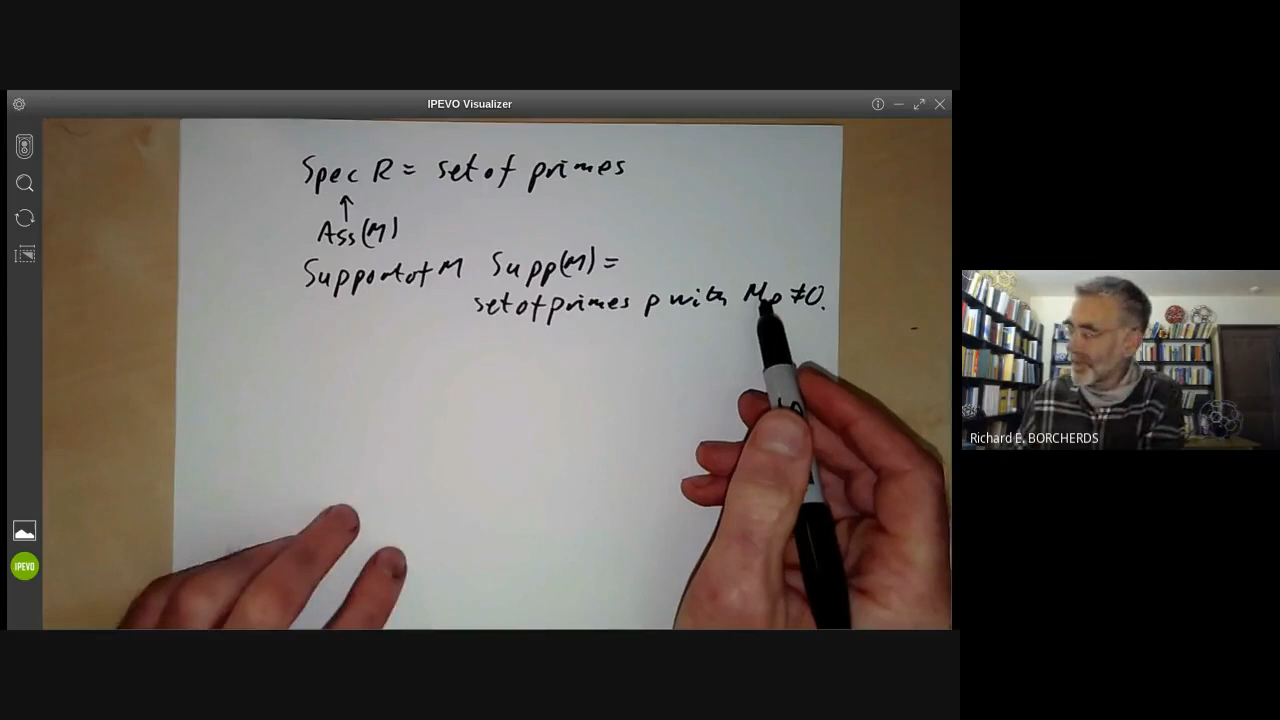 IPEVO Visualizer
Spec R = set of primes
↑
Ass(M)
Support of M Supp(M) =
set of primes p with Mp ≠ 0.
IPEVO
Richard E. BORCHERDS